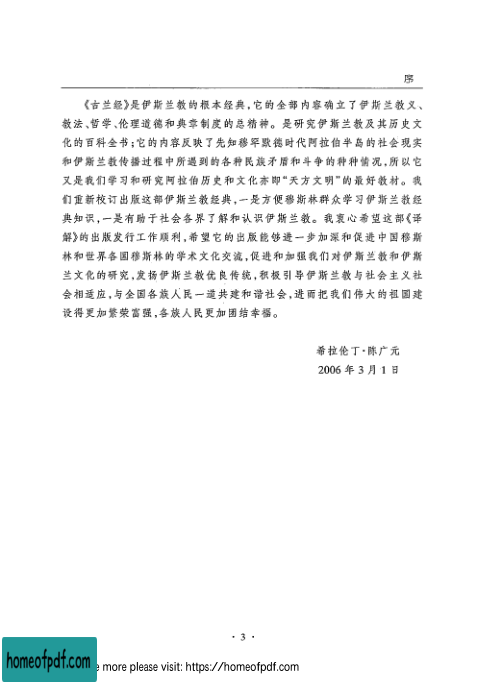 序
《古兰经》是伊斯兰教的根本经典，它的全部内容确立了伊斯兰教义、
教法、哲学、伦理道德和典章制度的总精神。是研究伊斯兰教及其历史文
化的百科全书；它的内容反映了先知穆罕默德时代阿拉伯半岛的社会现实
和伊斯兰教传播过程中所遇到的各种民族矛盾和斗争的种种情况，所以它
又是我们学习和研究阿拉伯历史和文化亦即“天方文明”的最好教材。我
们重新校订出版这部伊斯兰教经典，一是方便穆斯林群众学习伊斯兰教经
典知识，一是有助于社会各界了解和认识伊斯兰教。我衷心希望这部《译
解》的出版发行工作顺利，希望它的出版能够进一步加深和促进中国穆斯
林和世界各国穆斯林的学术文化交流，促进和加强我们对伊斯兰教和伊斯
兰文化的研究，发扬伊斯兰教优良传统，积极引导伊斯兰教与社会主义社
会相适应，与全国各族人民一道共建和谐社会，进而把我们伟大的祖国建
设得更加繁荣富强，各族人民更加团结幸福。
希拉伦丁·陈广元
2006 年 3 月 1 日
· 3 ·
homeofpdf.com
more please visit: https://homeofpdf.com